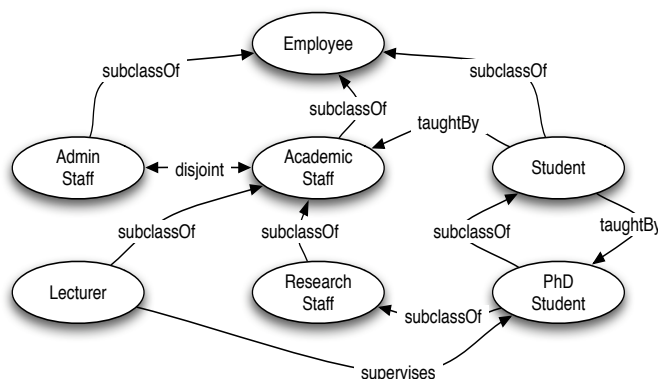 Employee
subclassOf
subclassOf
subclassOf
taughtBy
Admin
Staff
disjoint
Academic
Staff
Student
subclassOf
subclassOf
subclassOf
taughtBy
Lecturer
Research
Staff
PhD
Student
subclassOf
supervises